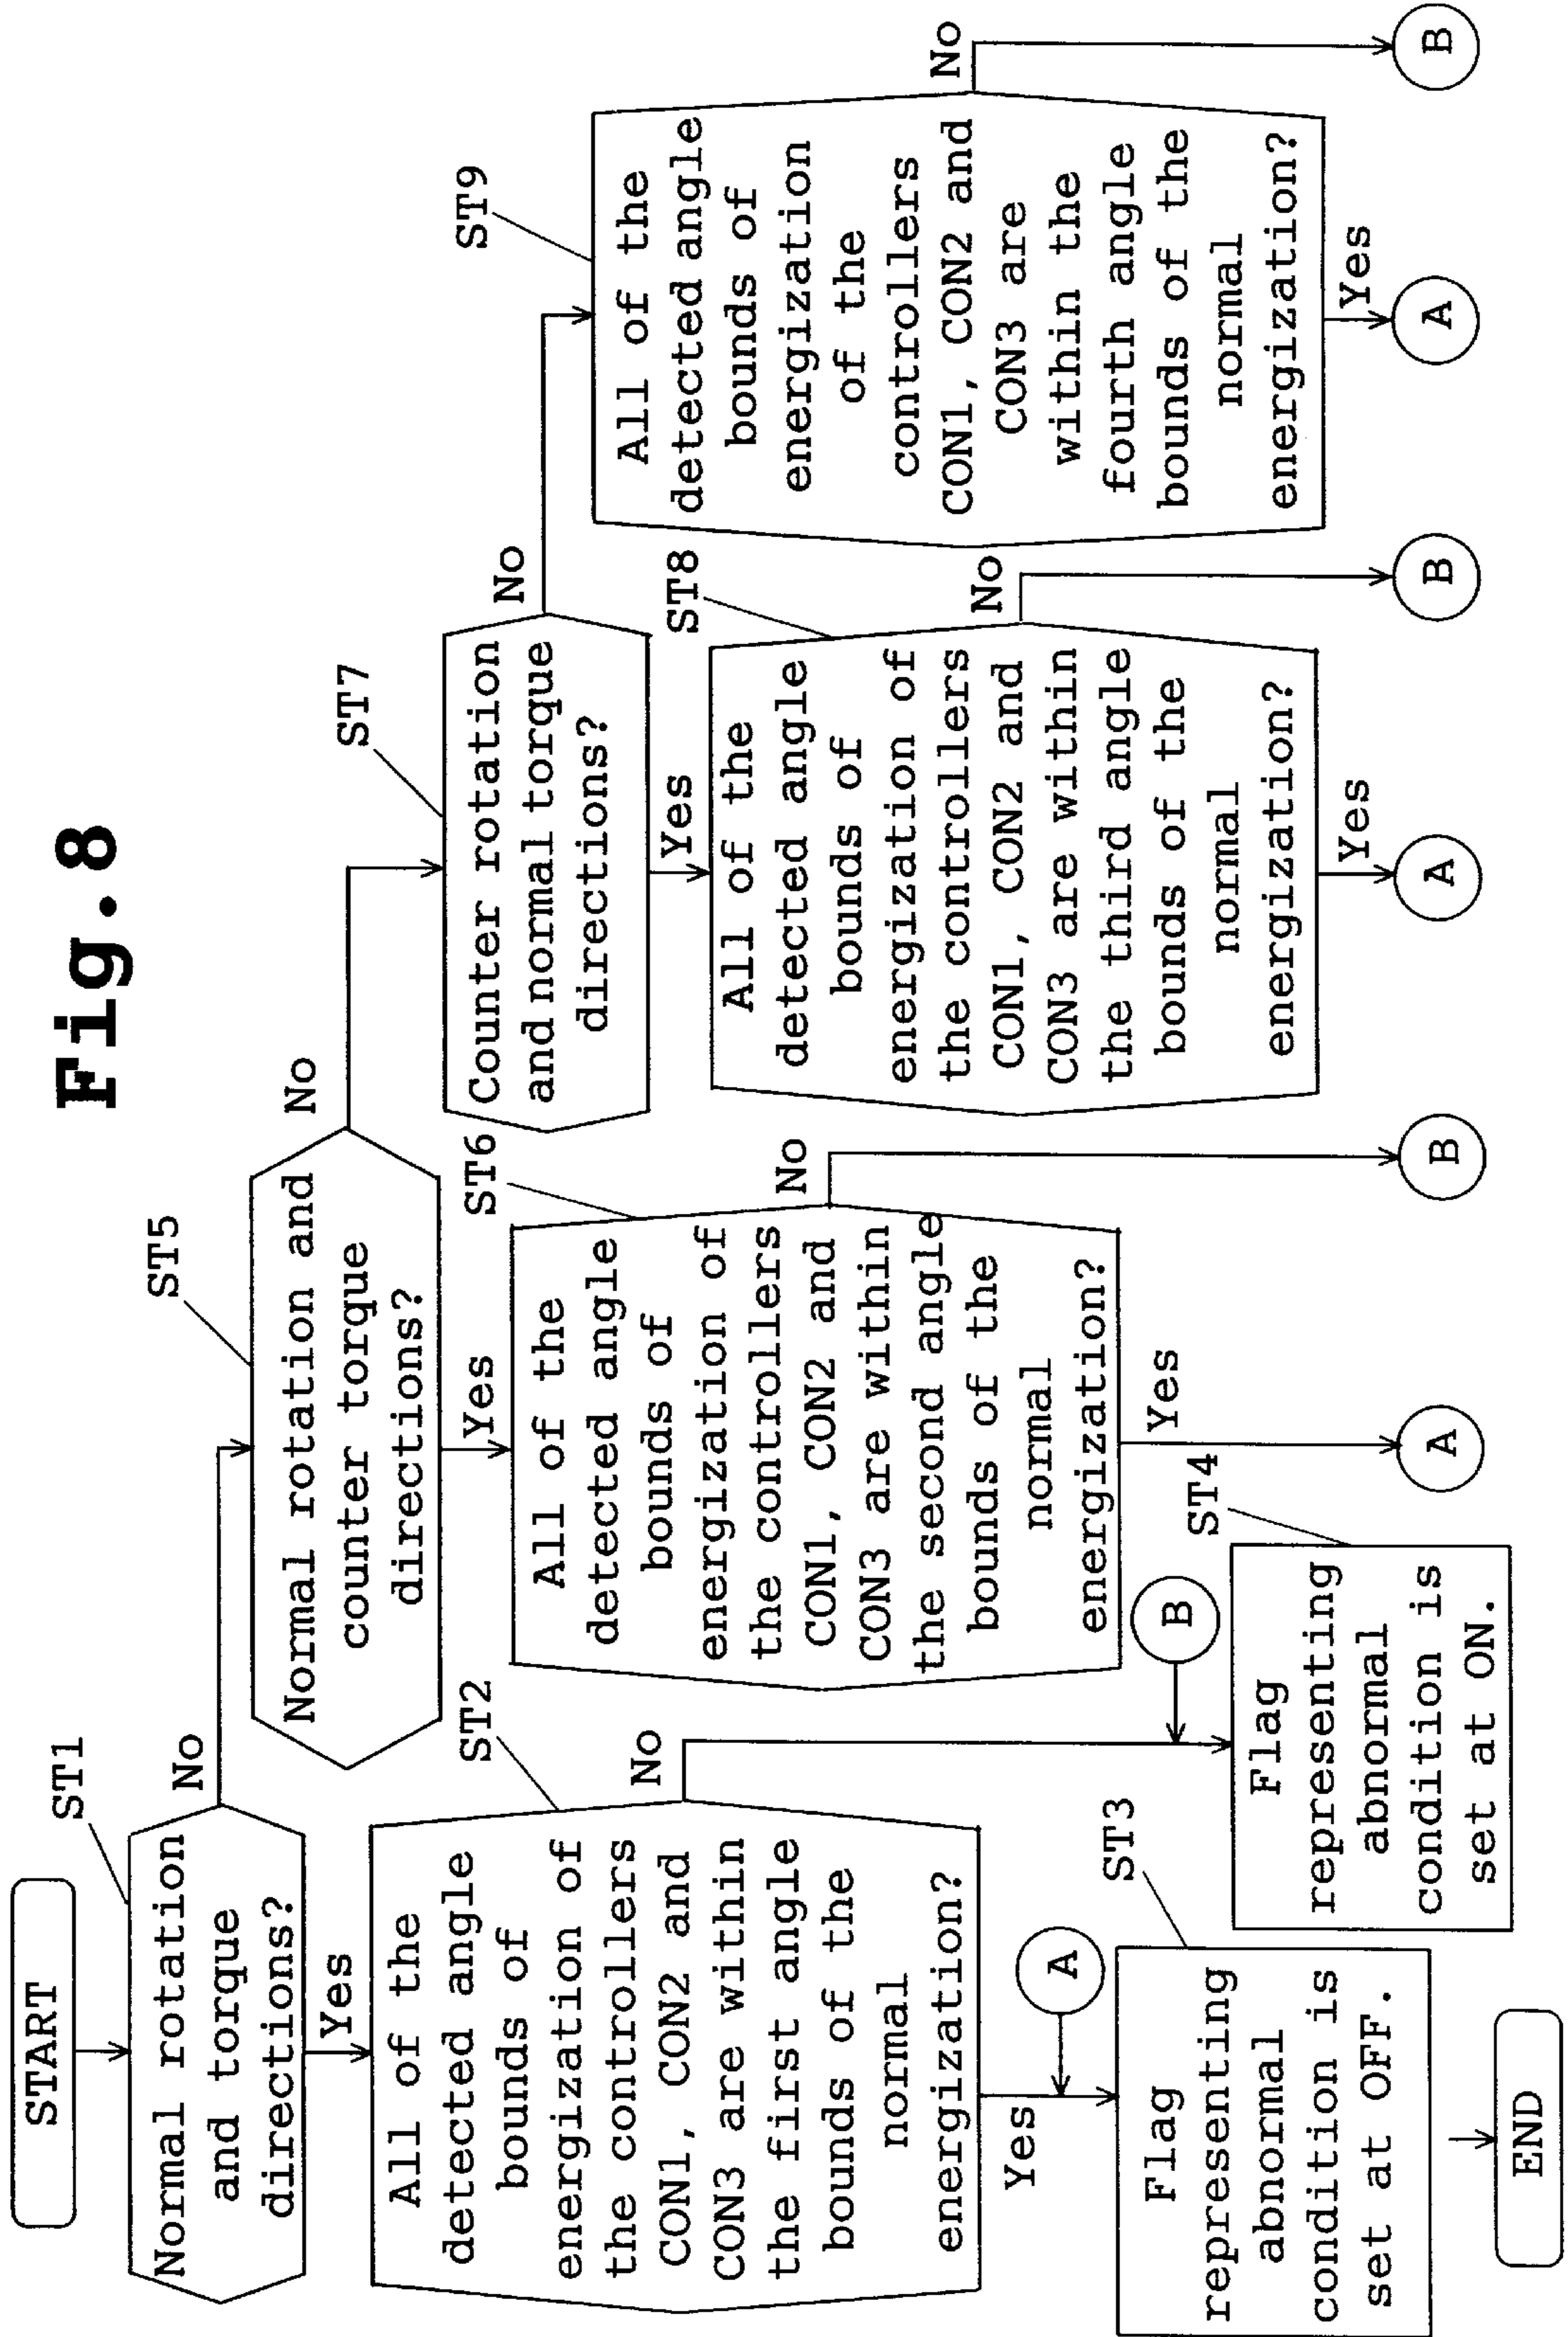 Fig.8
START
ST1
Normal rotation
and torque
directions?
No
Yes
ST2
All of the
detected angle
bounds of
energization of
the controllers
CON1, CON2 and
CON3 are within
the first angle
bounds of the
normal
energization?
No
Yes
A
ST3
Flag
representing
abnormal
condition is
set at OFF.
END
B
ST4
Flag
representing
abnormal
condition is
set at ON.
ST5
Normal rotation and
counter torque
directions?
No
Yes
ST6
All of the
detected angle
bounds of
energization of
the controllers
CON1, CON2 and
CON3 are within
the second angle
bounds of the
normal
energization?
No
B
Yes
A
ST7
Counter rotation
and normal torque
directions?
No
Yes
ST8
All of the
detected angle
bounds of
energization of
the controllers
CON1, CON2 and
CON3 are within
the third angle
bounds of the
normal
energization?
No
B
Yes
A
ST9
All of the
detected angle
bounds of
energization
of the
controllers
CON1, CON2 and
CON3 are
within the
fourth angle
bounds of the
normal
energization?
No
B
Yes
A